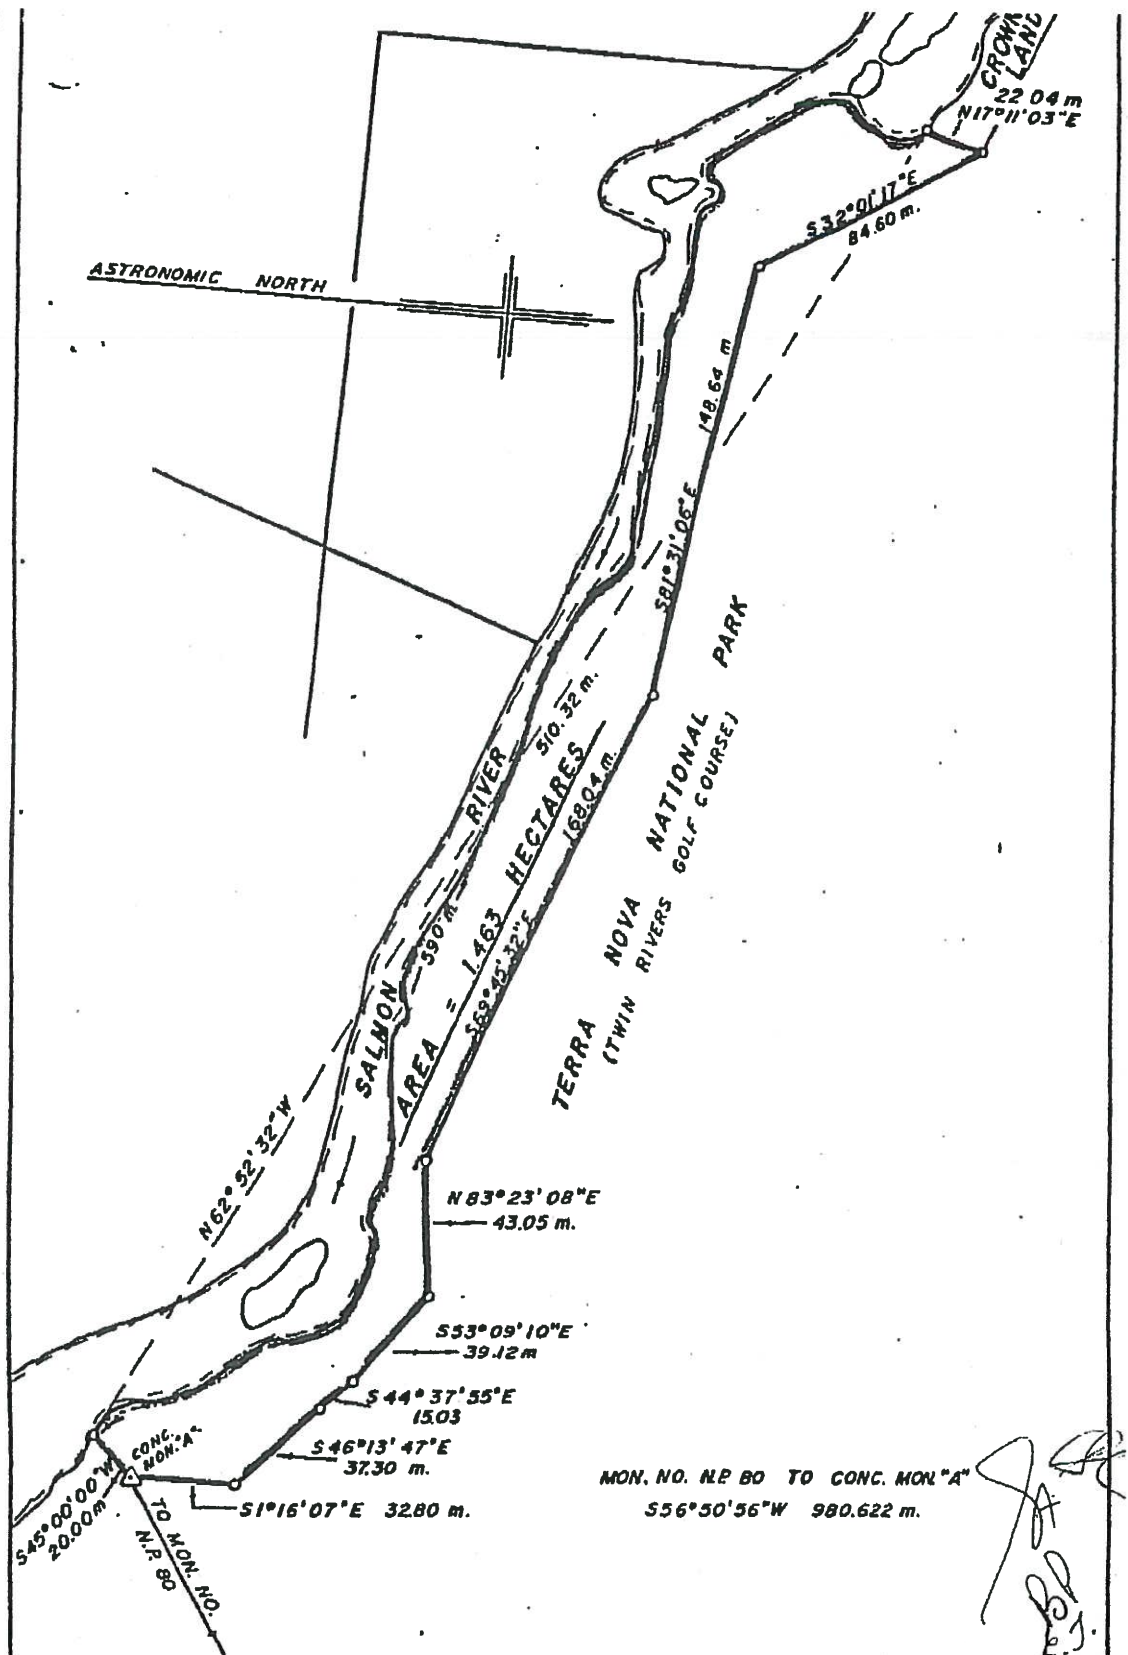 CROWN
LAND
22 04 m
N17°11'03"E
S32°01'17"E
84.60 m.
ASTRONOMIC NORTH
148.64 m
S81°31'06"E
TERRA NOVA NATIONAL PARK
(TWIN RIVERS GOLF COURSE)
510.32 m.
SALMON RIVER
590 m
AREA = 1.463 HECTARES
168.04 m.
S69°45'32"E
N62°52'32"W
N83°23'08"E
43.05 m.
S53°09'10"E
39.12m
S44°37'55"E
15.03
S46°13'47"E
37.30 m.
CONC.
MON. "A"
S45°00'00"W
20.00m
S1°16'07"E 32.80 m.
TO MON. NO.
N.P. 80
MON. NO. N.P. 80 TO CONC. MON. "A"
S56°50'56"W 980.622 m.